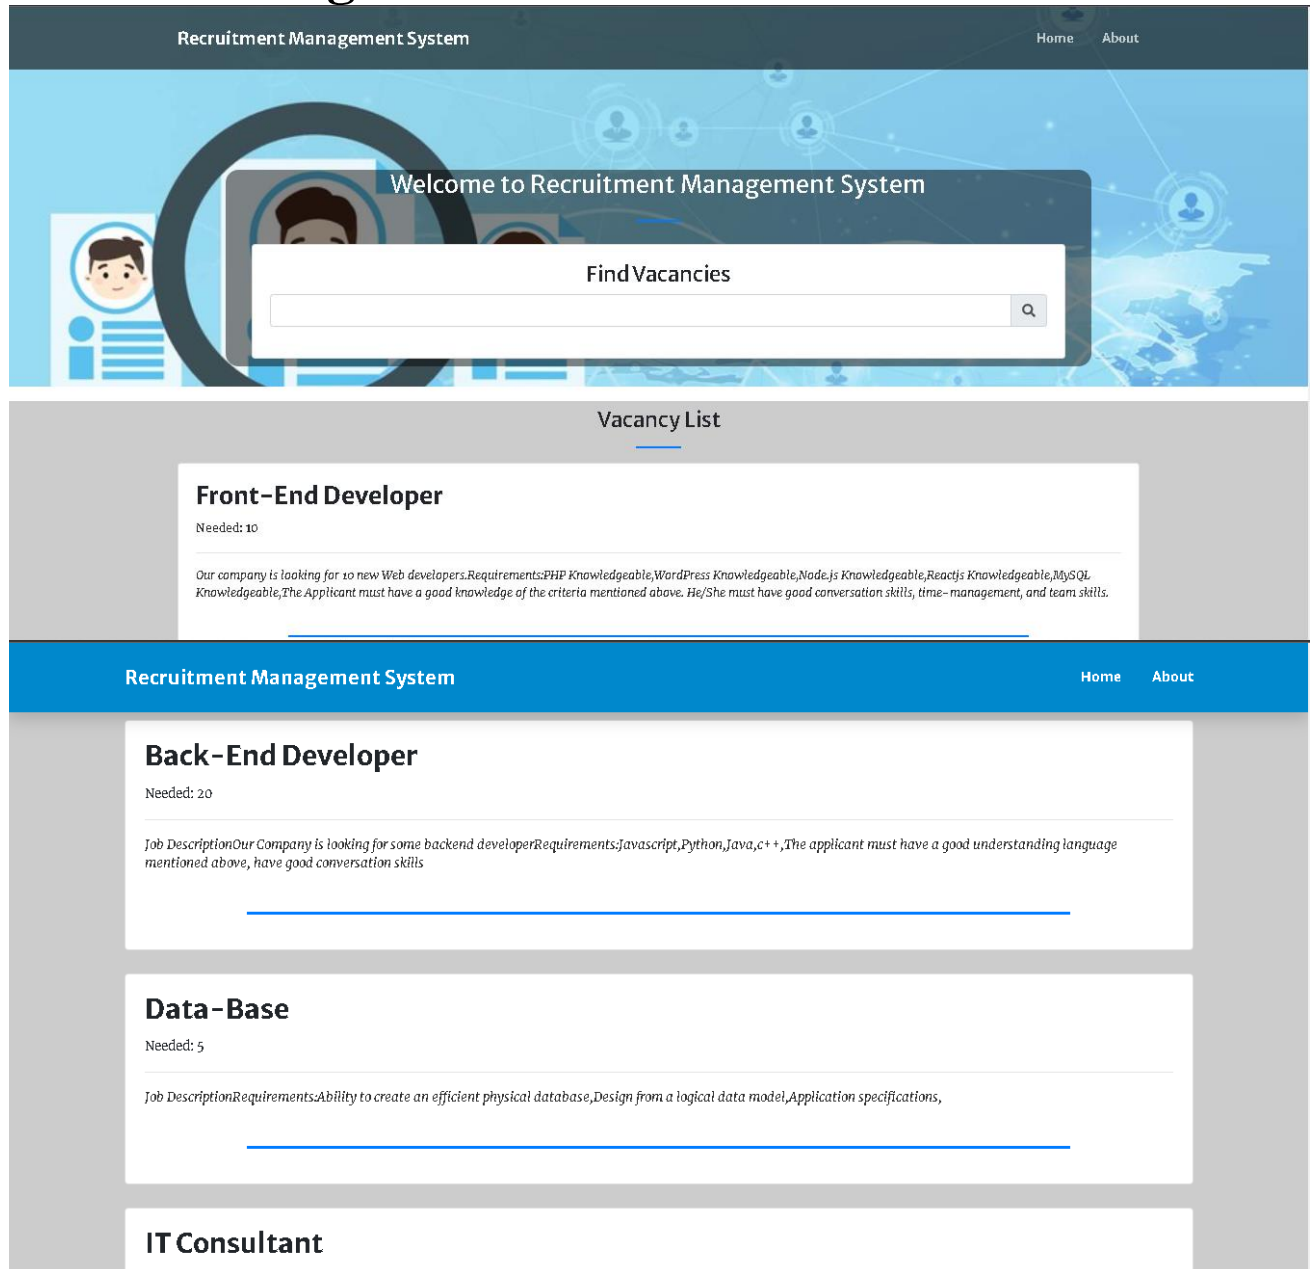 Recruitment Management System
Home About
Welcome to Recruitment Management System
Find Vacancies
Vacancy List
Front-End Developer
Needed: 10
Our company is looking for 10 new Web developers.Requirements:PHP Knowledgeable,WordPress Knowledgeable,Node.js Knowledgeable,Reactjs Knowledgeable,MySQL
Knowledgeable,The Applicant must have a good knowledge of the criteria mentioned above. He/She must have good conversation skills, time-management, and team skills.
Recruitment Management System
Home About
Back-End Developer
Needed: 20
Job DescriptionOur Company is looking for some backend developerRequirements:Javascript,Python,Java,c++,The applicant must have a good understanding language
mentioned above, have good conversation skills
Data-Base
Needed: 5
Job DescriptionRequirements:Ability to create an efficient physical database,Design from a logical data model,Application specifications,
IT Consultant